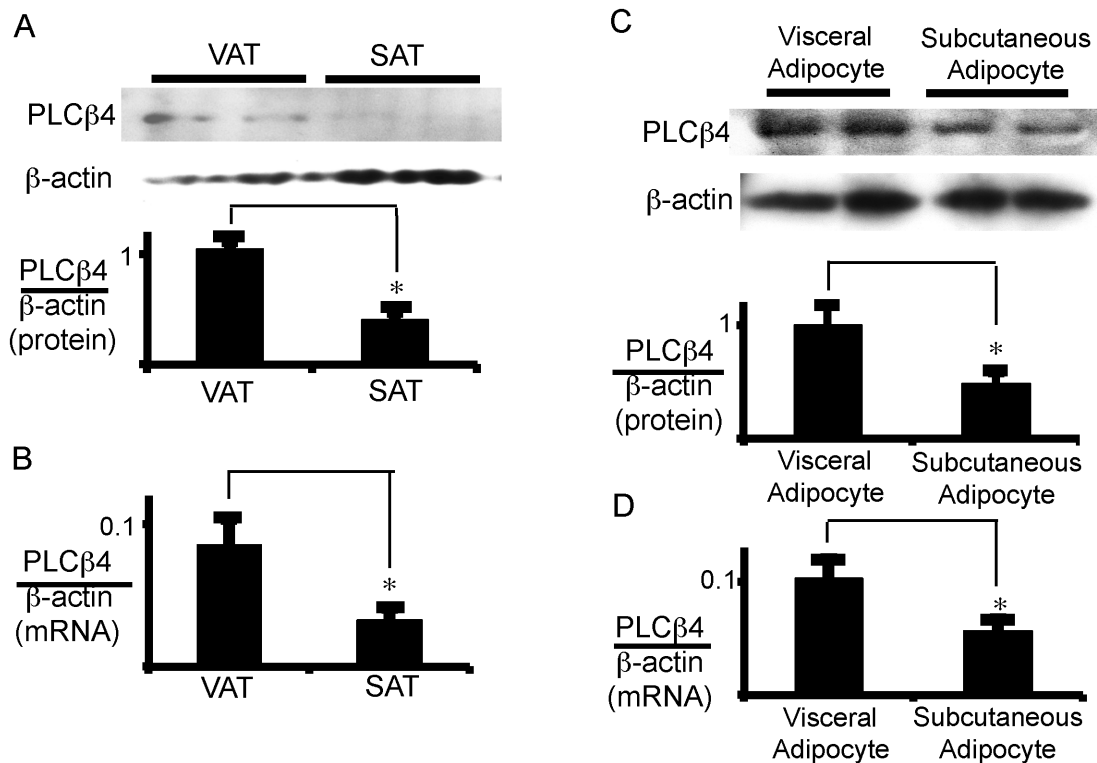 A
VAT SAT
PLCβ4
β-actin
1
PLCβ4
β-actin
(protein)
*
VAT SAT
B
0.1
PLCβ4
β-actin
(mRNA)
*
VAT SAT
C
Visceral
Adipocyte
Subcutaneous
Adipocyte
PLCβ4
β-actin
1
PLCβ4
β-actin
(protein)
*
Visceral
Adipocyte
Subcutaneous
Adipocyte
D
0.1
PLCβ4
β-actin
(mRNA)
*
Visceral
Adipocyte
Subcutaneous
Adipocyte